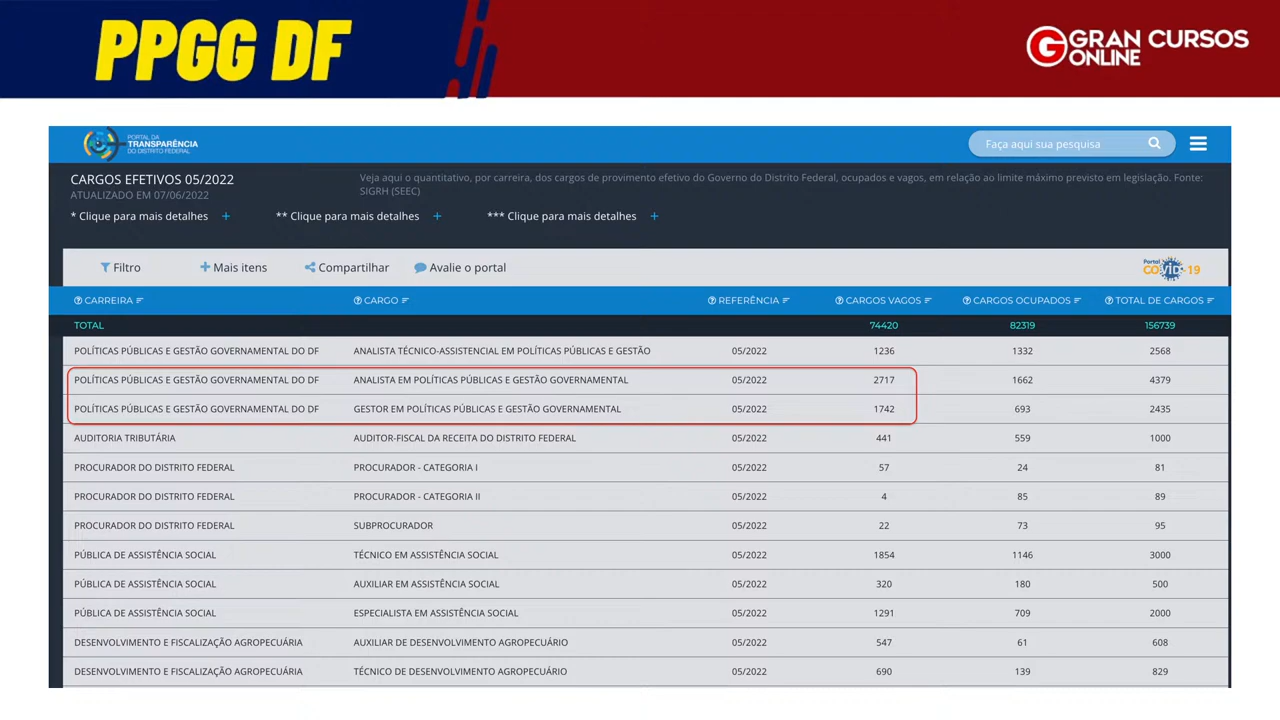 PPGG DF
GRAN CURSOS
ONLINE
PORTAL DA
TRANSPARÊNCIA
DO DISTRITO FEDERAL
Faça aqui sua pesquisa
CARGOS EFETIVOS 05/2022
ATUALIZADO EM 07/06/2022
Veja aqui o quantitativo, por carreira, dos cargos de provimento efetivo do Governo do Distrito Federal, ocupados e vagos, em relação ao limite máximo previsto em legislação. Fonte:
SIGRH (SEEC)
* Clique para mais detalhes + ** Clique para mais detalhes + *** Clique para mais detalhes +
Filtro + Mais itens Compartilhar Avalie o portal
Portal
COVID-19
CARREIRA CARGO REFERÊNCIA CARGOS VAGOS CARGOS OCUPADOS TOTAL DE CARGOS
TOTAL 74420 82319 156739
POLÍTICAS PÚBLICAS E GESTÃO GOVERNAMENTAL DO DF ANALISTA TÉCNICO-ASSISTENCIAL EM POLÍTICAS PÚBLICAS E GESTÃO 05/2022 1236 1332 2568
POLÍTICAS PÚBLICAS E GESTÃO GOVERNAMENTAL DO DF ANALISTA EM POLÍTICAS PÚBLICAS E GESTÃO GOVERNAMENTAL 05/2022 2717 1662 4379
POLÍTICAS PÚBLICAS E GESTÃO GOVERNAMENTAL DO DF GESTOR EM POLÍTICAS PÚBLICAS E GESTÃO GOVERNAMENTAL 05/2022 1742 693 2435
AUDITORIA TRIBUTÁRIA AUDITOR-FISCAL DA RECEITA DO DISTRITO FEDERAL 05/2022 441 559 1000
PROCURADOR DO DISTRITO FEDERAL PROCURADOR - CATEGORIA I 05/2022 57 24 81
PROCURADOR DO DISTRITO FEDERAL PROCURADOR - CATEGORIA II 05/2022 4 85 89
PROCURADOR DO DISTRITO FEDERAL SUBPROCURADOR 05/2022 22 73 95
PÚBLICA DE ASSISTÊNCIA SOCIAL TÉCNICO EM ASSISTÊNCIA SOCIAL 05/2022 1854 1146 3000
PÚBLICA DE ASSISTÊNCIA SOCIAL AUXILIAR EM ASSISTÊNCIA SOCIAL 05/2022 320 180 500
PÚBLICA DE ASSISTÊNCIA SOCIAL ESPECIALISTA EM ASSISTÊNCIA SOCIAL 05/2022 1291 709 2000
DESENVOLVIMENTO E FISCALIZAÇÃO AGROPECUÁRIA AUXILIAR DE DESENVOLVIMENTO AGROPECUÁRIO 05/2022 547 61 608
DESENVOLVIMENTO E FISCALIZAÇÃO AGROPECUÁRIA TÉCNICO DE DESENVOLVIMENTO AGROPECUÁRIO 05/2022 690 139 829